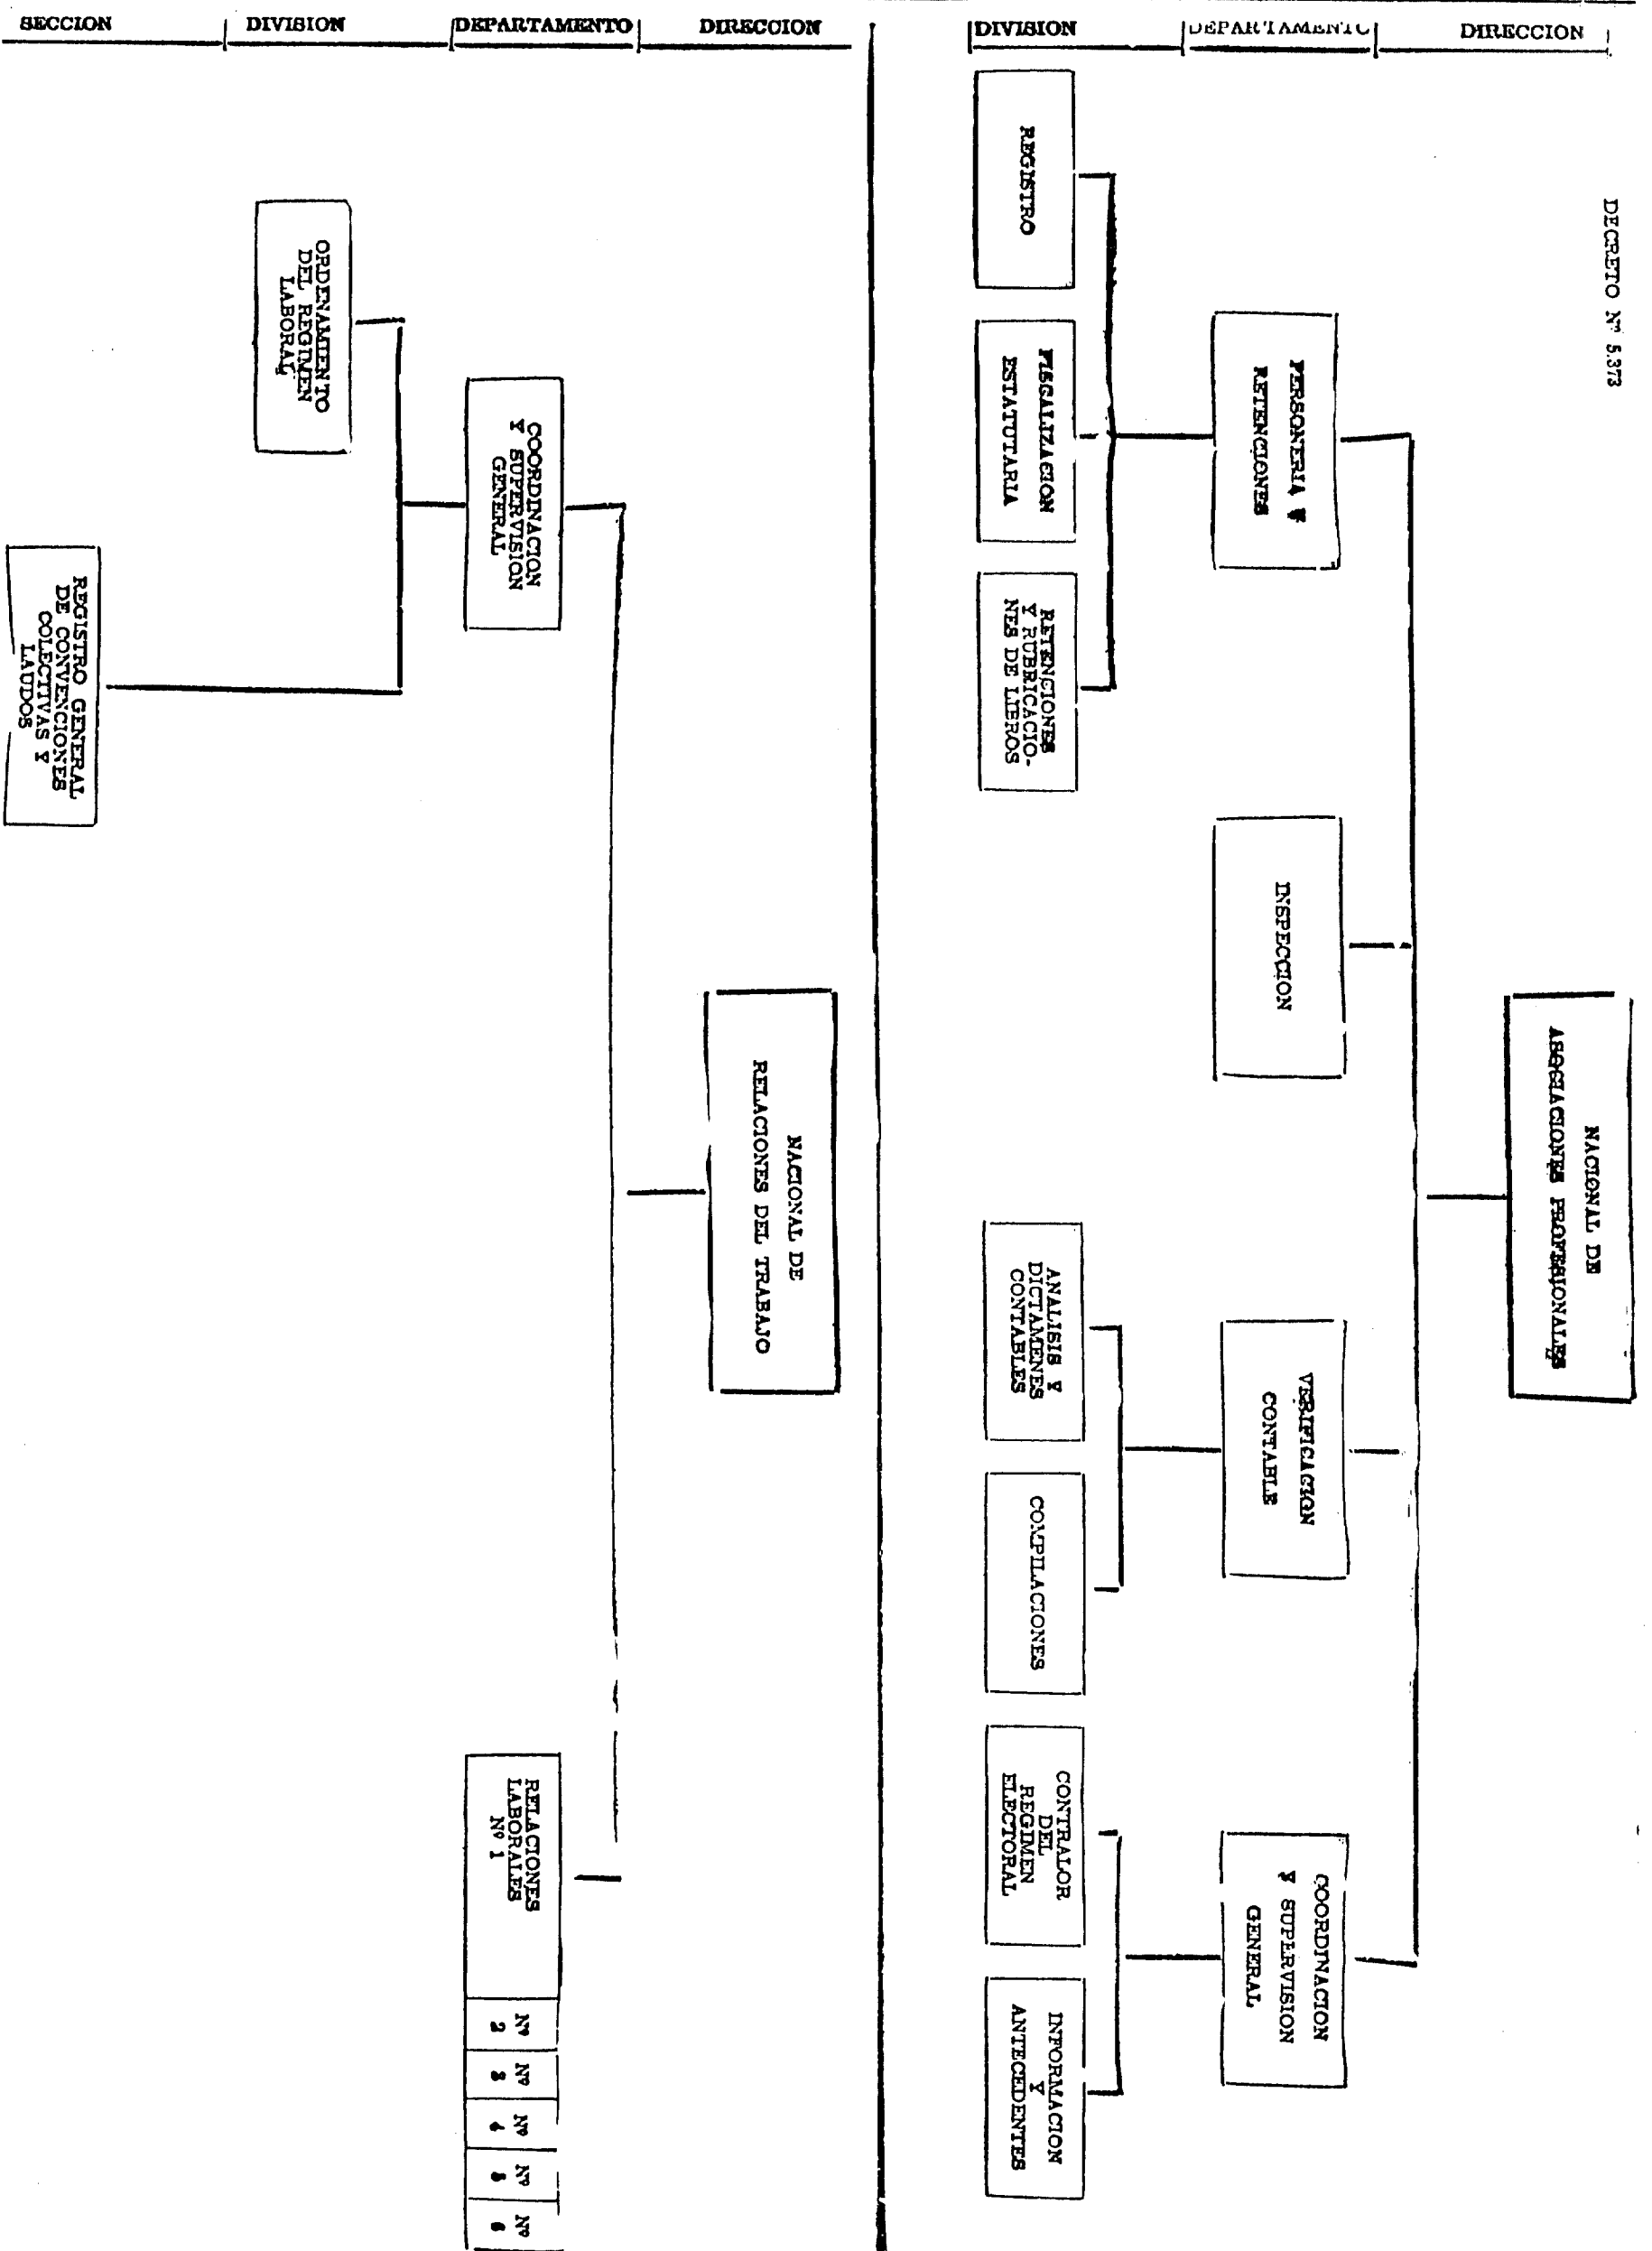 DECRETO Nº 5.373
DIRECCION
DEPARTAMENTO
DIVISION
NACIONAL DE
ASOCIACIONES PROFESIONALES
PERSONERIA Y
RETENCIONES
INSPECCION
VERIFICACION
CONTABLE
COORDINACION
Y SUPERVISION
GENERAL
REGISTRO
FISCALIZACION
ESTATUTARIA
RETENCIONES
Y RUBRICACIO-
NES DE LIBROS
ANALISIS Y
DICTAMENES
CONTABLES
COMPILACIONES
CONTRALOR
DEL
REGIMEN
ELECTORAL
INFORMACION
Y
ANTECEDENTES
DIRECCION
DEPARTAMENTO
DIVISION
SECCION
NACIONAL DE
RELACIONES DEL TRABAJO
COORDINACION
Y SUPERVISION
GENERAL
RELACIONES
LABORALES
Nº 1
Nº
2
Nº
3
Nº
4
Nº
5
Nº
6
ORDENAMIENTO
DEL REGIMEN
LABORAL
REGISTRO GENERAL
DE CONVENCIONES
COLECTIVAS Y
LAUDOS